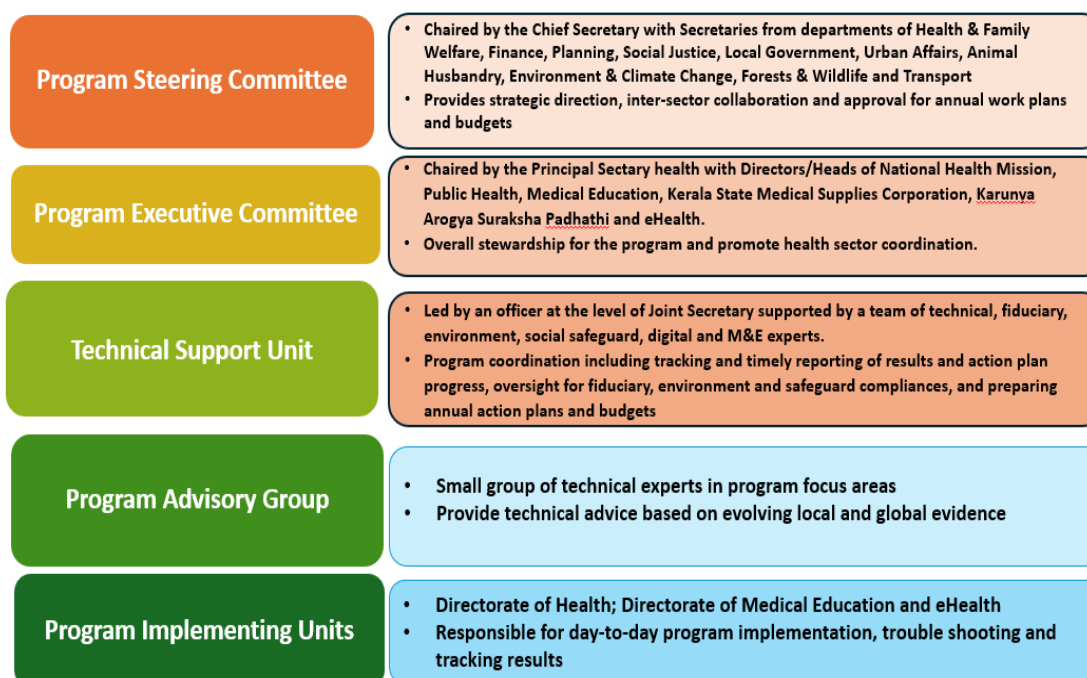 Program Steering Committee
• Chaired by the Chief Secretary with Secretaries from departments of Health & Family
Welfare, Finance, Planning, Social Justice, Local Government, Urban Affairs, Animal
Husbandry, Environment & Climate Change, Forests & Wildlife and Transport
• Provides strategic direction, inter-sector collaboration and approval for annual work plans
and budgets
Program Executive Committee
• Chaired by the Principal Sectary health with Directors/Heads of National Health Mission,
Public Health, Medical Education, Kerala State Medical Supplies Corporation, Karunya
Arogya Suraksha Padhathi and eHealth.
• Overall stewardship for the program and promote health sector coordination.
Technical Support Unit
• Led by an officer at the level of Joint Secretary supported by a team of technical, fiduciary,
environment, social safeguard, digital and M&E experts.
• Program coordination including tracking and timely reporting of results and action plan
progress, oversight for fiduciary, environment and safeguard compliances, and preparing
annual action plans and budgets
Program Advisory Group
• Small group of technical experts in program focus areas
• Provide technical advice based on evolving local and global evidence
Program Implementing Units
• Directorate of Health; Directorate of Medical Education and eHealth
• Responsible for day-to-day program implementation, trouble shooting and
tracking results